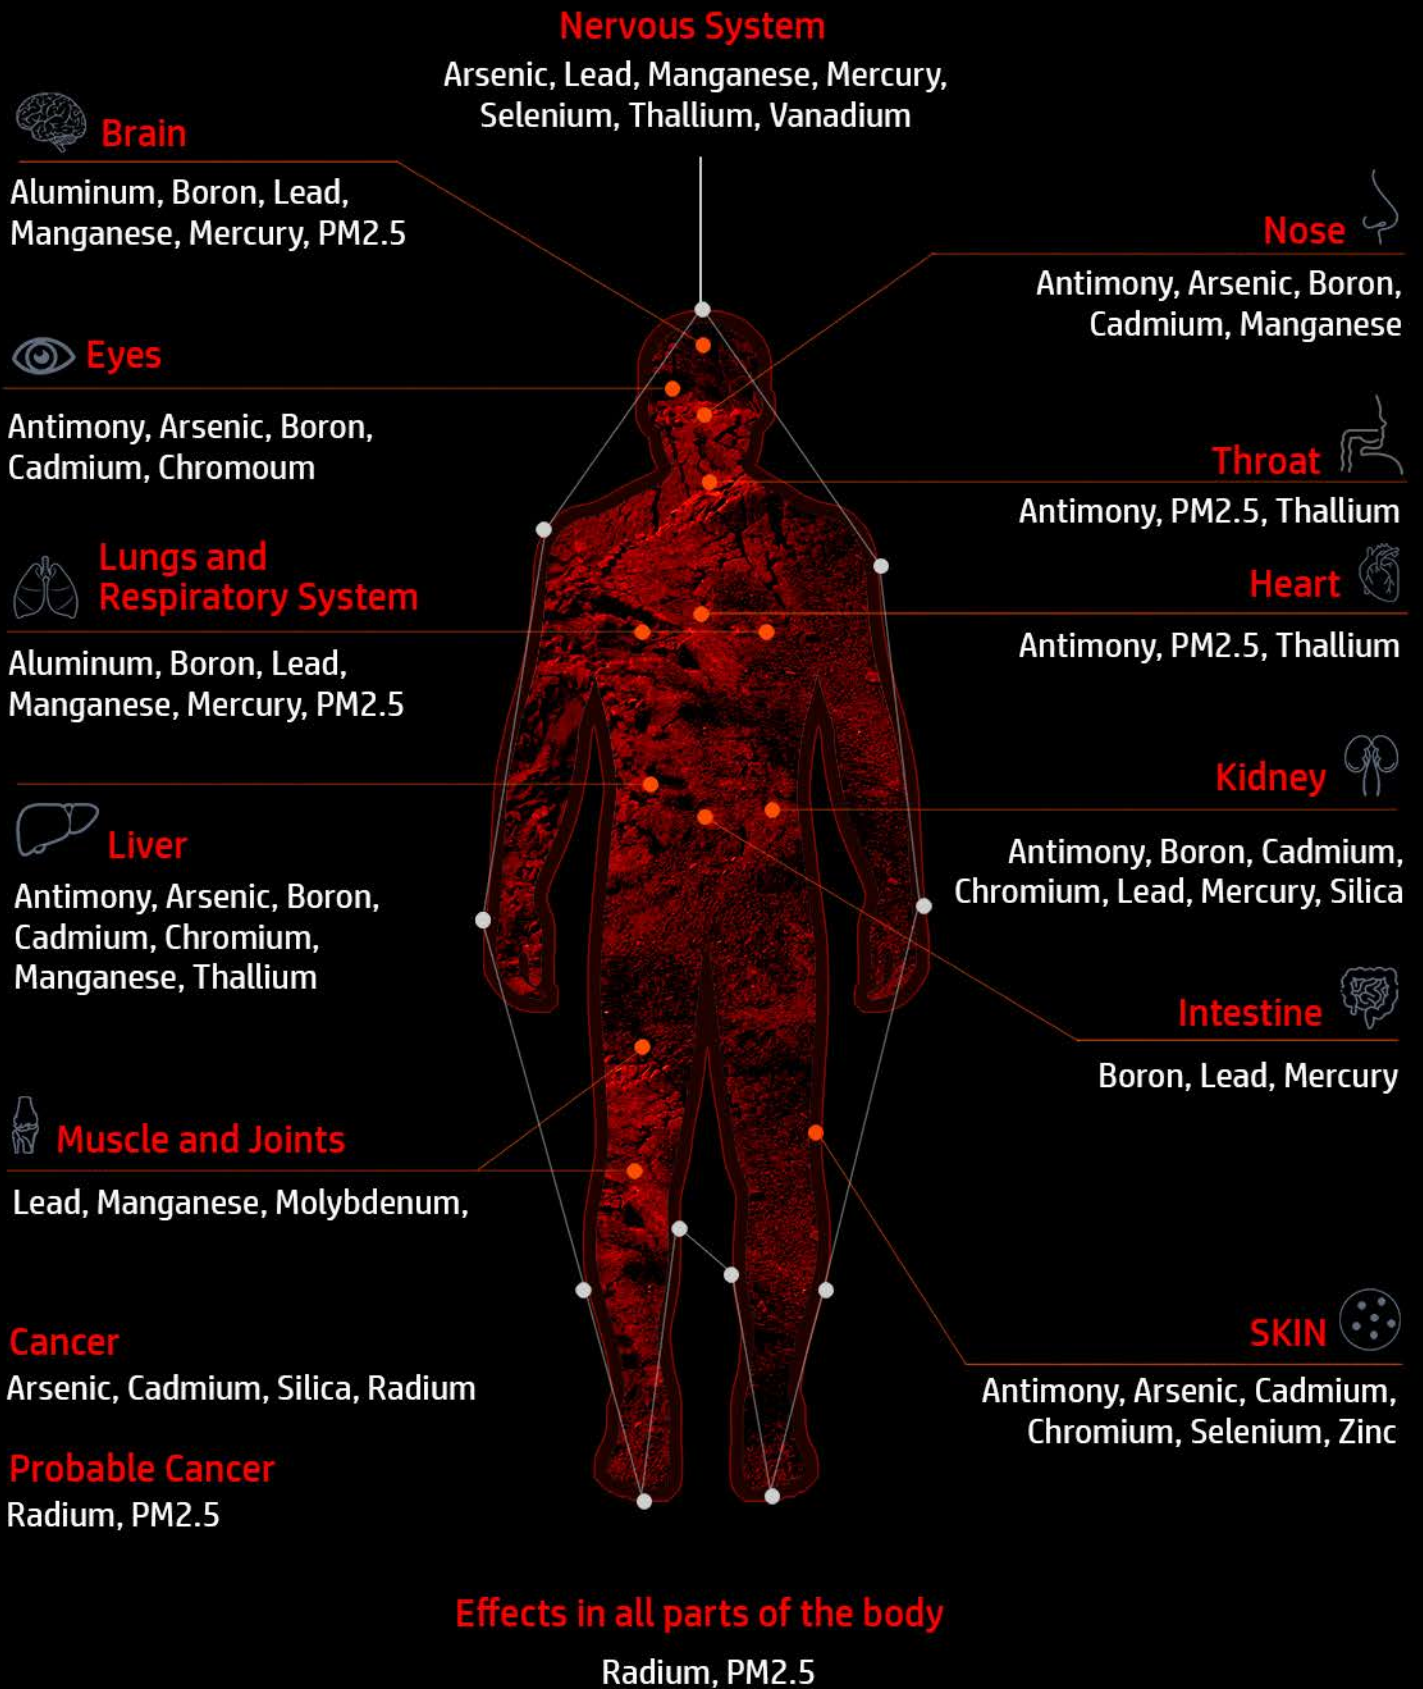 Nervous System
Arsenic, Lead, Manganese, Mercury,
Selenium, Thallium, Vanadium
Brain
Aluminum, Boron, Lead,
Manganese, Mercury, PM2.5
Eyes
Antimony, Arsenic, Boron,
Cadmium, Chromoum
Lungs and
Respiratory System
Aluminum, Boron, Lead,
Manganese, Mercury, PM2.5
Liver
Antimony, Arsenic, Boron,
Cadmium, Chromium,
Manganese, Thallium
Muscle and Joints
Lead, Manganese, Molybdenum,
Cancer
Arsenic, Cadmium, Silica, Radium
Probable Cancer
Radium, PM2.5
Nose
Antimony, Arsenic, Boron,
Cadmium, Manganese
Throat
Antimony, PM2.5, Thallium
Heart
Antimony, PM2.5, Thallium
Kidney
Antimony, Boron, Cadmium,
Chromium, Lead, Mercury, Silica
Intestine
Boron, Lead, Mercury
SKIN
Antimony, Arsenic, Cadmium,
Chromium, Selenium, Zinc
Effects in all parts of the body
Radium, PM2.5